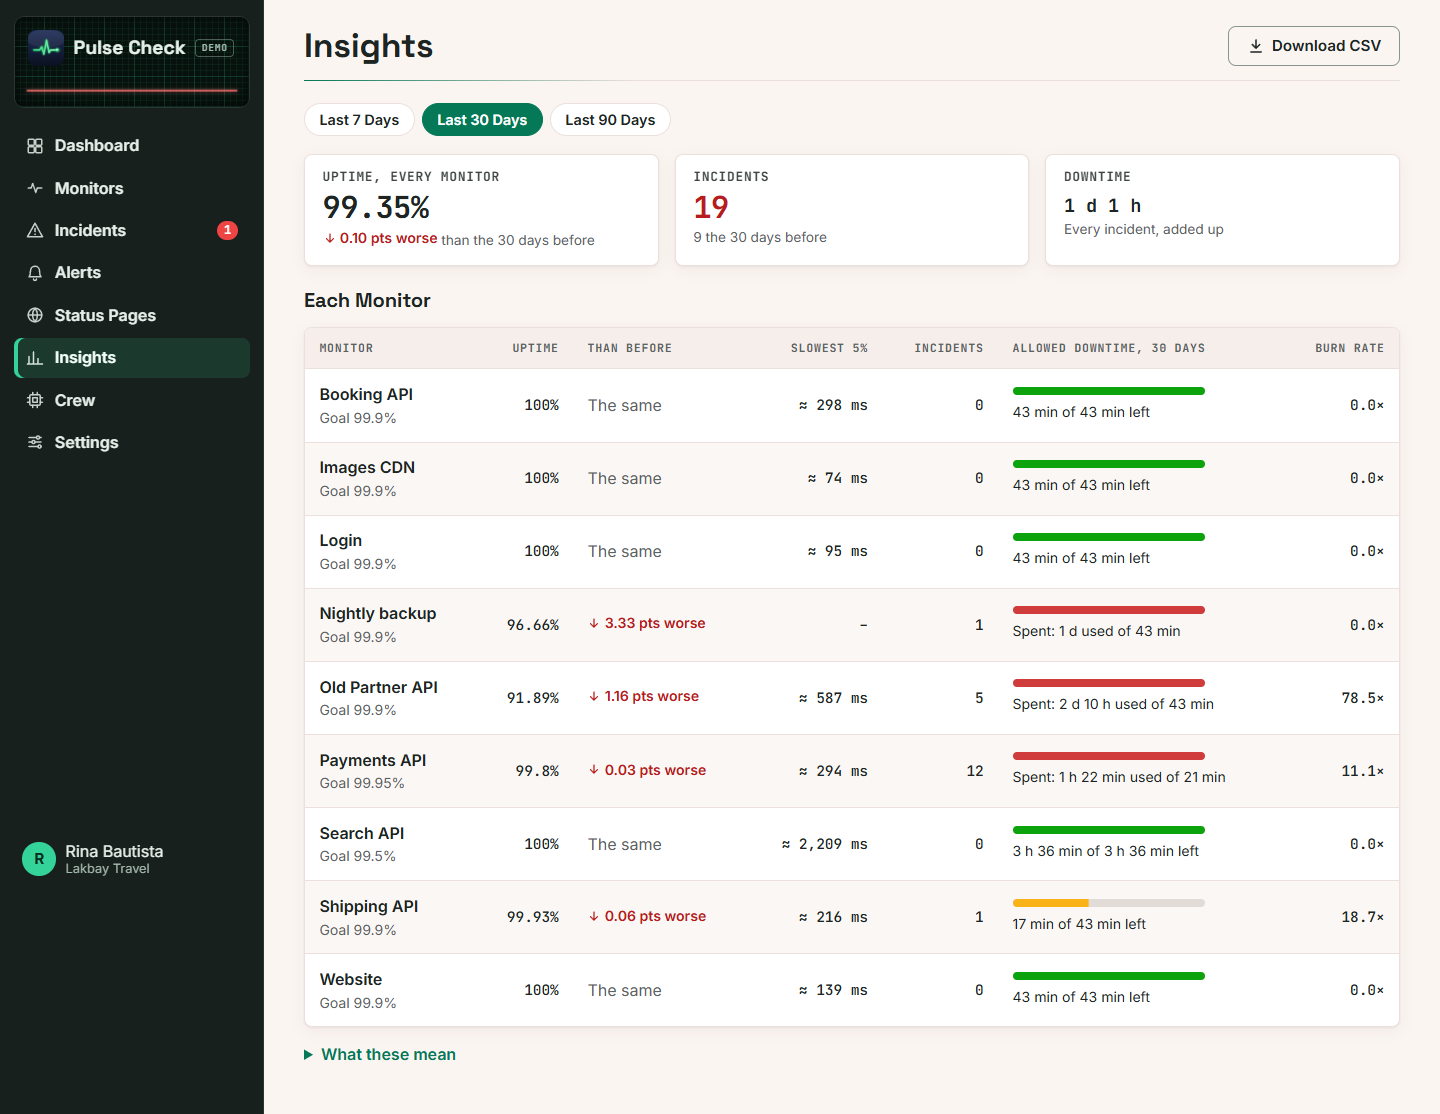 Pulse Check DEMO
Dashboard
Monitors
Incidents 1
Alerts
Status Pages
Insights
Crew
Settings
R
Rina Bautista
Lakbay Travel
Insights
Download CSV
Last 7 Days Last 30 Days Last 90 Days
UPTIME, EVERY MONITOR
99.35%
↓ 0.10 pts worse than the 30 days before
INCIDENTS
19
9 the 30 days before
DOWNTIME
1 d 1 h
Every incident, added up
Each Monitor
MONITOR UPTIME THAN BEFORE SLOWEST 5% INCIDENTS ALLOWED DOWNTIME, 30 DAYS BURN RATE
Booking API
Goal 99.9%
100% The same ≈ 298 ms 0 43 min of 43 min left 0.0×
Images CDN
Goal 99.9%
100% The same ≈ 74 ms 0 43 min of 43 min left 0.0×
Login
Goal 99.9%
100% The same ≈ 95 ms 0 43 min of 43 min left 0.0×
Nightly backup
Goal 99.9%
96.66% ↓ 3.33 pts worse – 1 Spent: 1 d used of 43 min 0.0×
Old Partner API
Goal 99.9%
91.89% ↓ 1.16 pts worse ≈ 587 ms 5 Spent: 2 d 10 h used of 43 min 78.5×
Payments API
Goal 99.95%
99.8% ↓ 0.03 pts worse ≈ 294 ms 12 Spent: 1 h 22 min used of 21 min 11.1×
Search API
Goal 99.5%
100% The same ≈ 2,209 ms 0 3 h 36 min of 3 h 36 min left 0.0×
Shipping API
Goal 99.9%
99.93% ↓ 0.06 pts worse ≈ 216 ms 1 17 min of 43 min left 18.7×
Website
Goal 99.9%
100% The same ≈ 139 ms 0 43 min of 43 min left 0.0×
What these mean